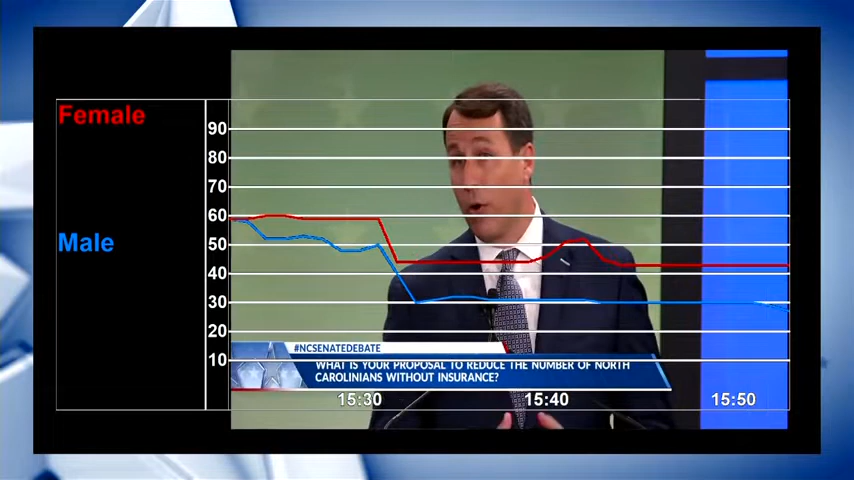 Female
Male
90
80
70
60
50
40
30
20
10
#NCSENATEDEBATE
WHAT IS YOUR PROPOSAL TO REDUCE THE NUMBER OF NORTH
CAROLINIANS WITHOUT INSURANCE?
15:30
15:40
15:50